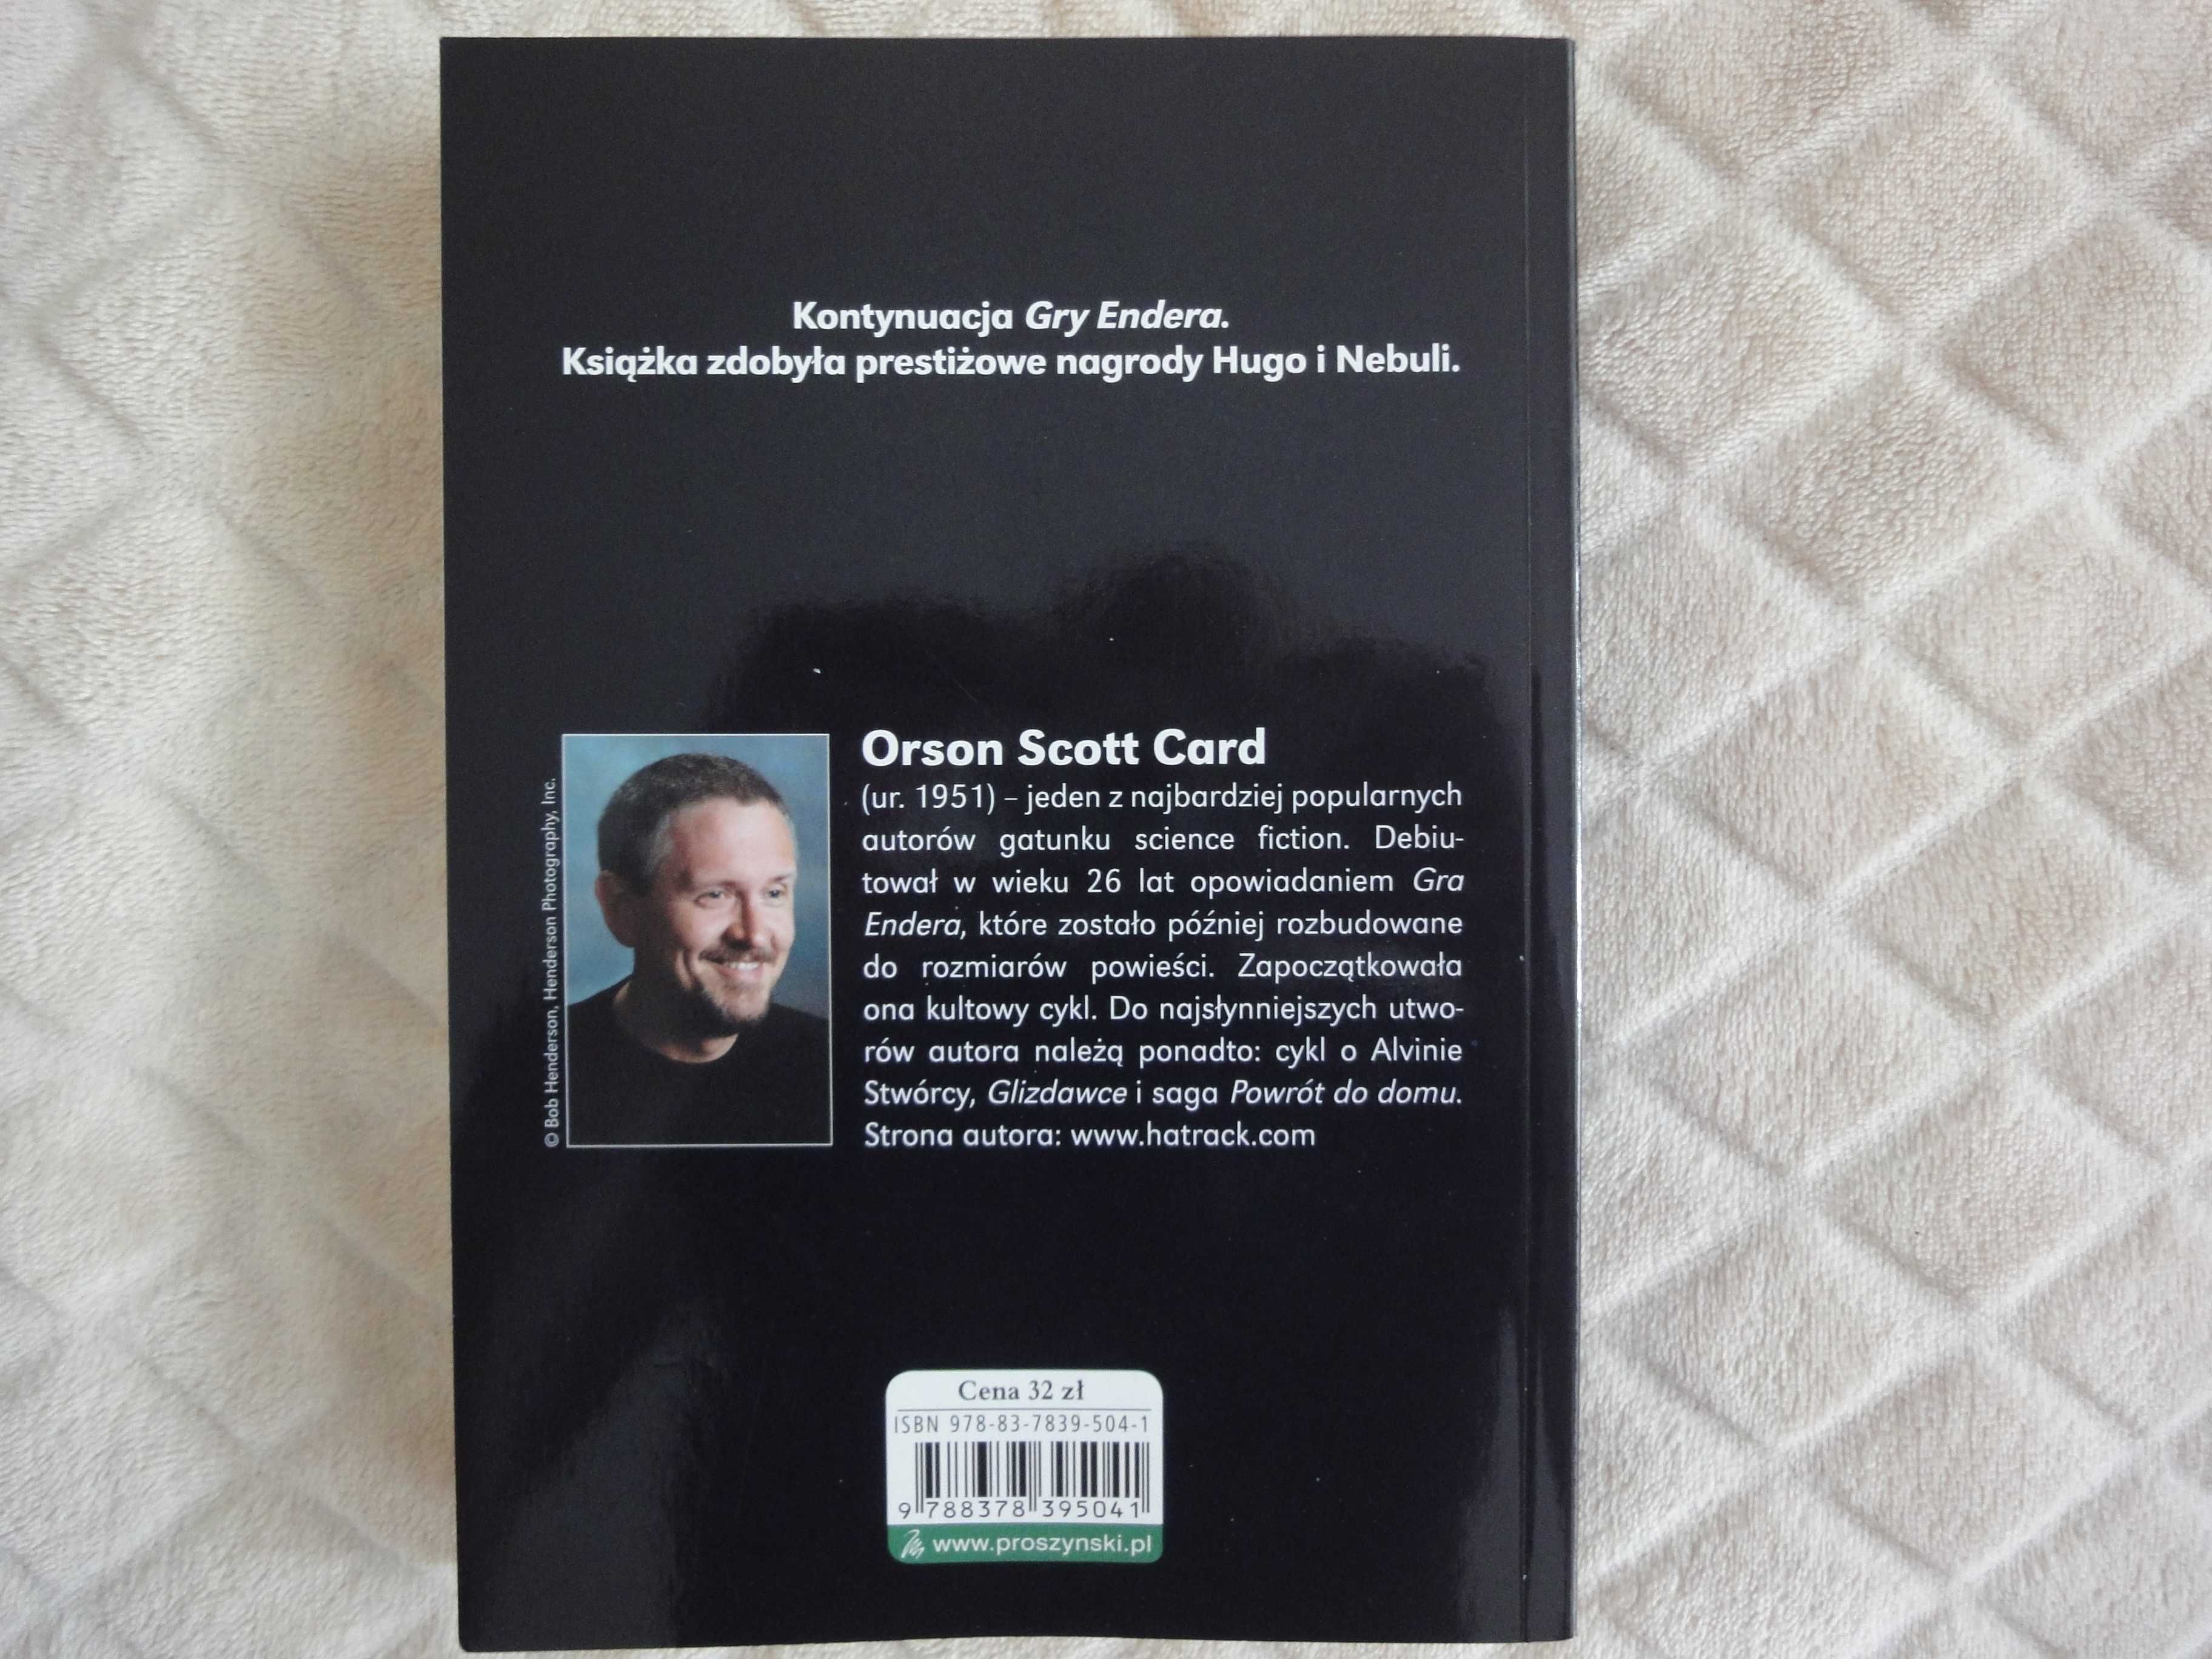 Kontynuacja Gry Endera.
Książka zdobyła prestiżowe nagrody Hugo i Nebuli.
© Bob Henderson, Henderson Photography, Inc.
Orson Scott Card
(ur. 1951) – jeden z najbardziej popularnych
autorów gatunku science fiction. Debiu-
tował w wieku 26 lat opowiadaniem Gra
Endera, które zostało później rozbudowane
do rozmiarów powieści. Zapoczątkowała
ona kultowy cykl. Do najsłynniejszych utwo-
rów autora należą ponadto: cykl o Alvinie
Stwórcy, Glizdawce i saga Powrót do domu.
Strona autora: www.hatrack.com
Cena 32 zł
ISBN 978-83-7839-504-1
9 788378 395041
www.proszynski.pl